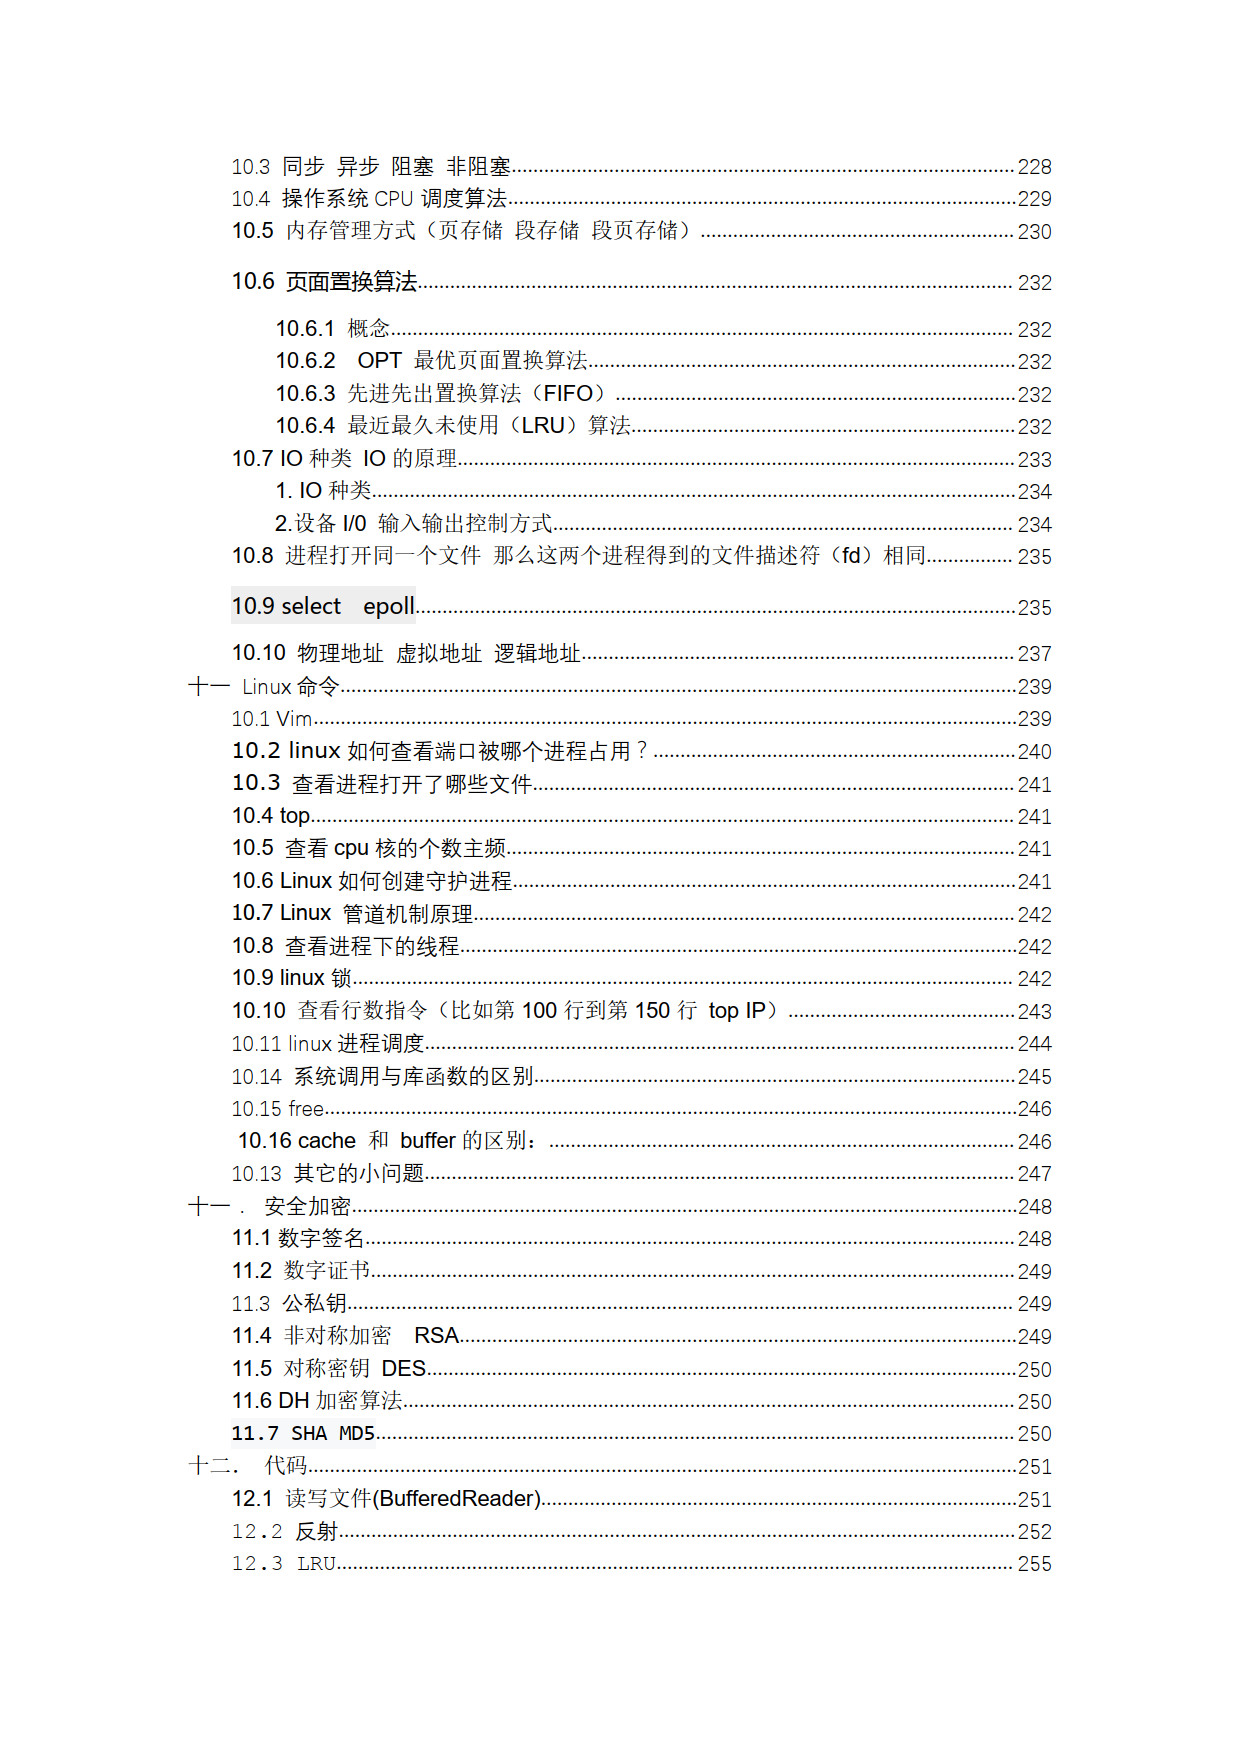 10.3 同步 异步 阻塞 非阻塞 228
10.4 操作系统 CPU 调度算法 229
10.5 内存管理方式（页存储 段存储 段页存储） 230
10.6 页面置换算法 232
10.6.1 概念 232
10.6.2 OPT 最优页面置换算法 232
10.6.3 先进先出置换算法（FIFO） 232
10.6.4 最近最久未使用（LRU）算法 232
10.7 IO 种类 IO 的原理 233
1. IO 种类 234
2.设备 I/0 输入输出控制方式 234
10.8 进程打开同一个文件 那么这两个进程得到的文件描述符（fd）相同 235
10.9 select epoll 235
10.10 物理地址 虚拟地址 逻辑地址 237
十一 Linux 命令 239
10.1 Vim 239
10.2 linux 如何查看端口被哪个进程占用？ 240
10.3 查看进程打开了哪些文件 241
10.4 top 241
10.5 查看 cpu 核的个数主频 241
10.6 Linux 如何创建守护进程 241
10.7 Linux 管道机制原理 242
10.8 查看进程下的线程 242
10.9 linux 锁 242
10.10 查看行数指令（比如第 100 行到第 150 行 top IP） 243
10.11 linux 进程调度 244
10.14 系统调用与库函数的区别 245
10.15 free 246
10.16 cache 和 buffer 的区别： 246
10.13 其它的小问题 247
十一 . 安全加密 248
11.1 数字签名 248
11.2 数字证书 249
11.3 公私钥 249
11.4 非对称加密 RSA 249
11.5 对称密钥 DES 250
11.6 DH 加密算法 250
11.7 SHA MD5 250
十二. 代码 251
12.1 读写文件(BufferedReader) 251
12.2 反射 252
12.3 LRU 255